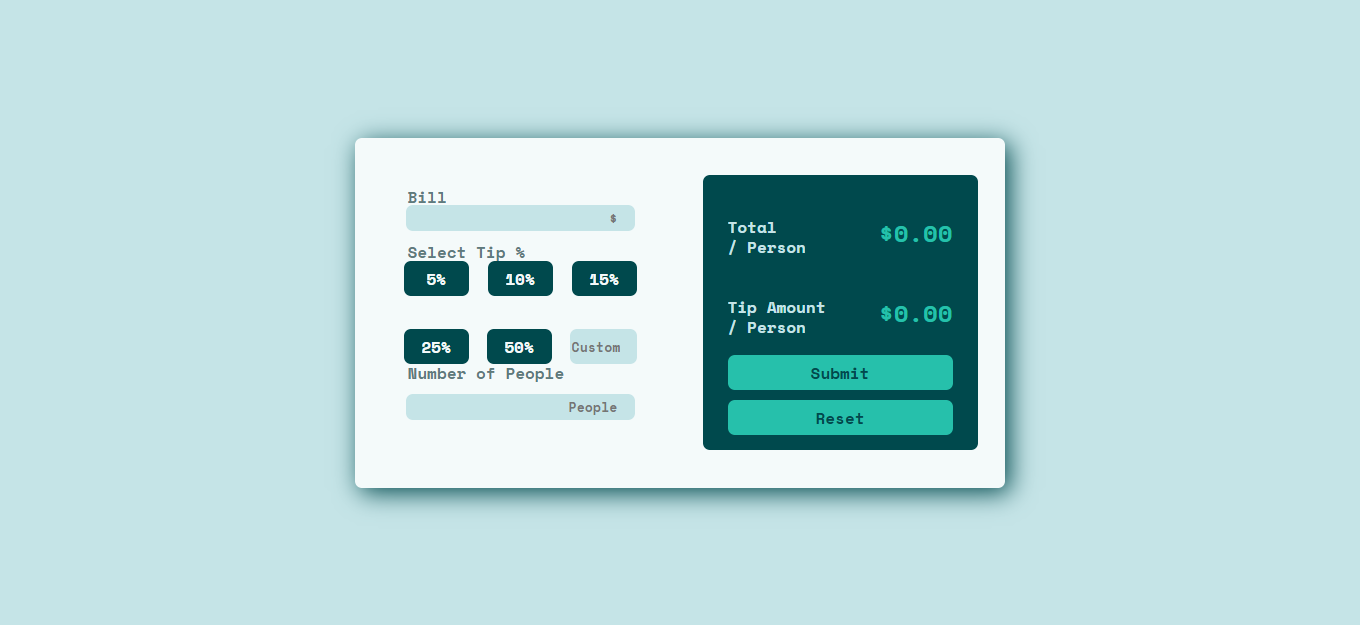 Bill
$
Select Tip %
5% 10% 15%
25% 50% Custom
Number of People
People
Total
/ Person
$0.00
Tip Amount
/ Person
$0.00
Submit
Reset